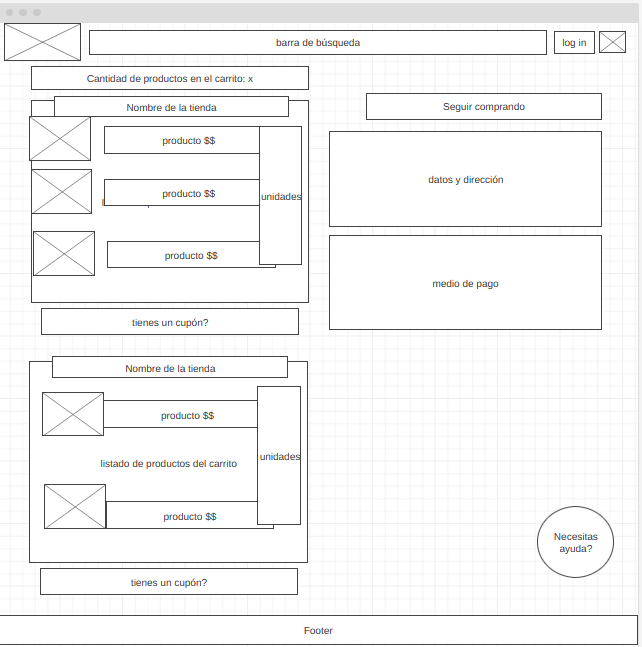 barra de búsqueda
log in
Cantidad de productos en el carrito: x
Nombre de la tienda
Seguir comprando
producto $$
datos y dirección
producto $$
unidades
producto $$
medio de pago
tienes un cupón?
Nombre de la tienda
producto $$
unidades
listado de productos del carrito
producto $$
Necesitas
ayuda?
tienes un cupón?
Footer